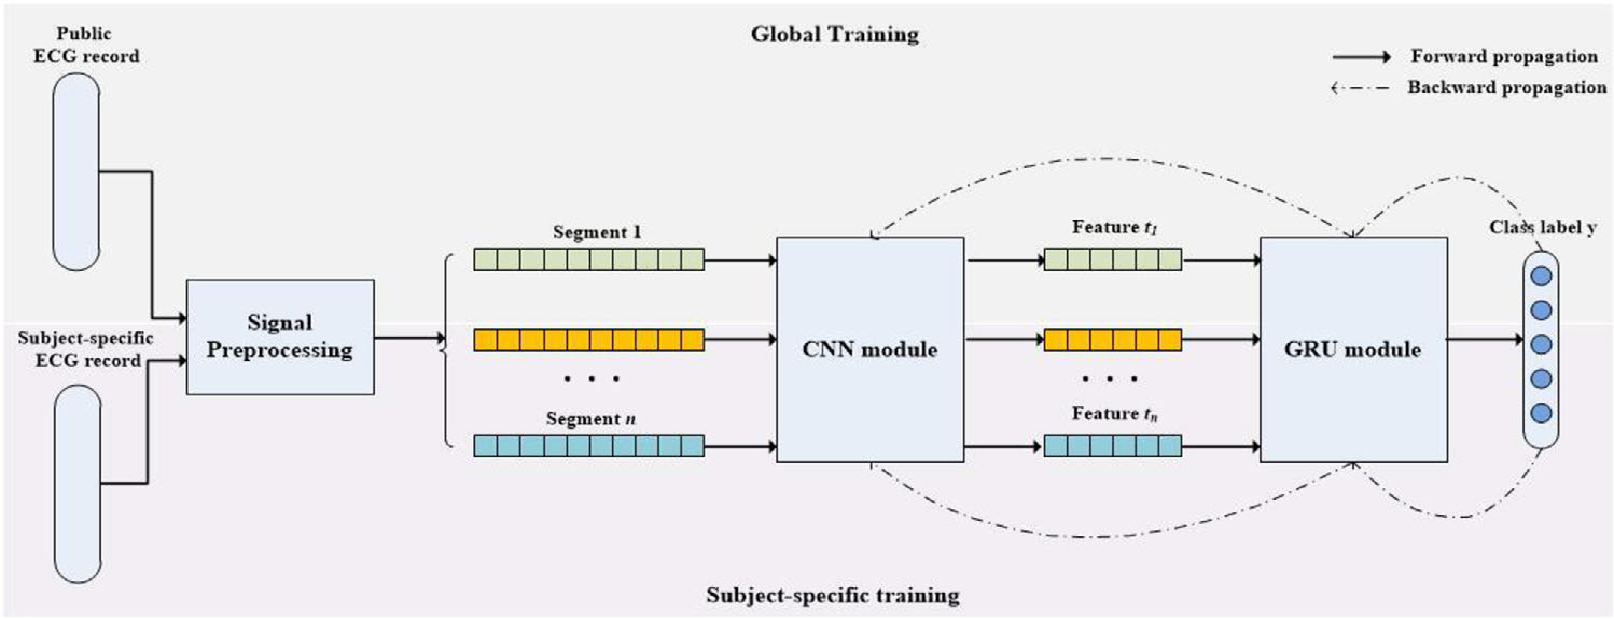 Public
ECG record
Global Training
Forward propagation
Backward propagation
Segment 1
Feature t1
Class label y
Signal
Preprocessing
Subject-specific
ECG record
CNN module
GRU module
. . .
. . .
Segment n
Feature tn
Subject-specific training